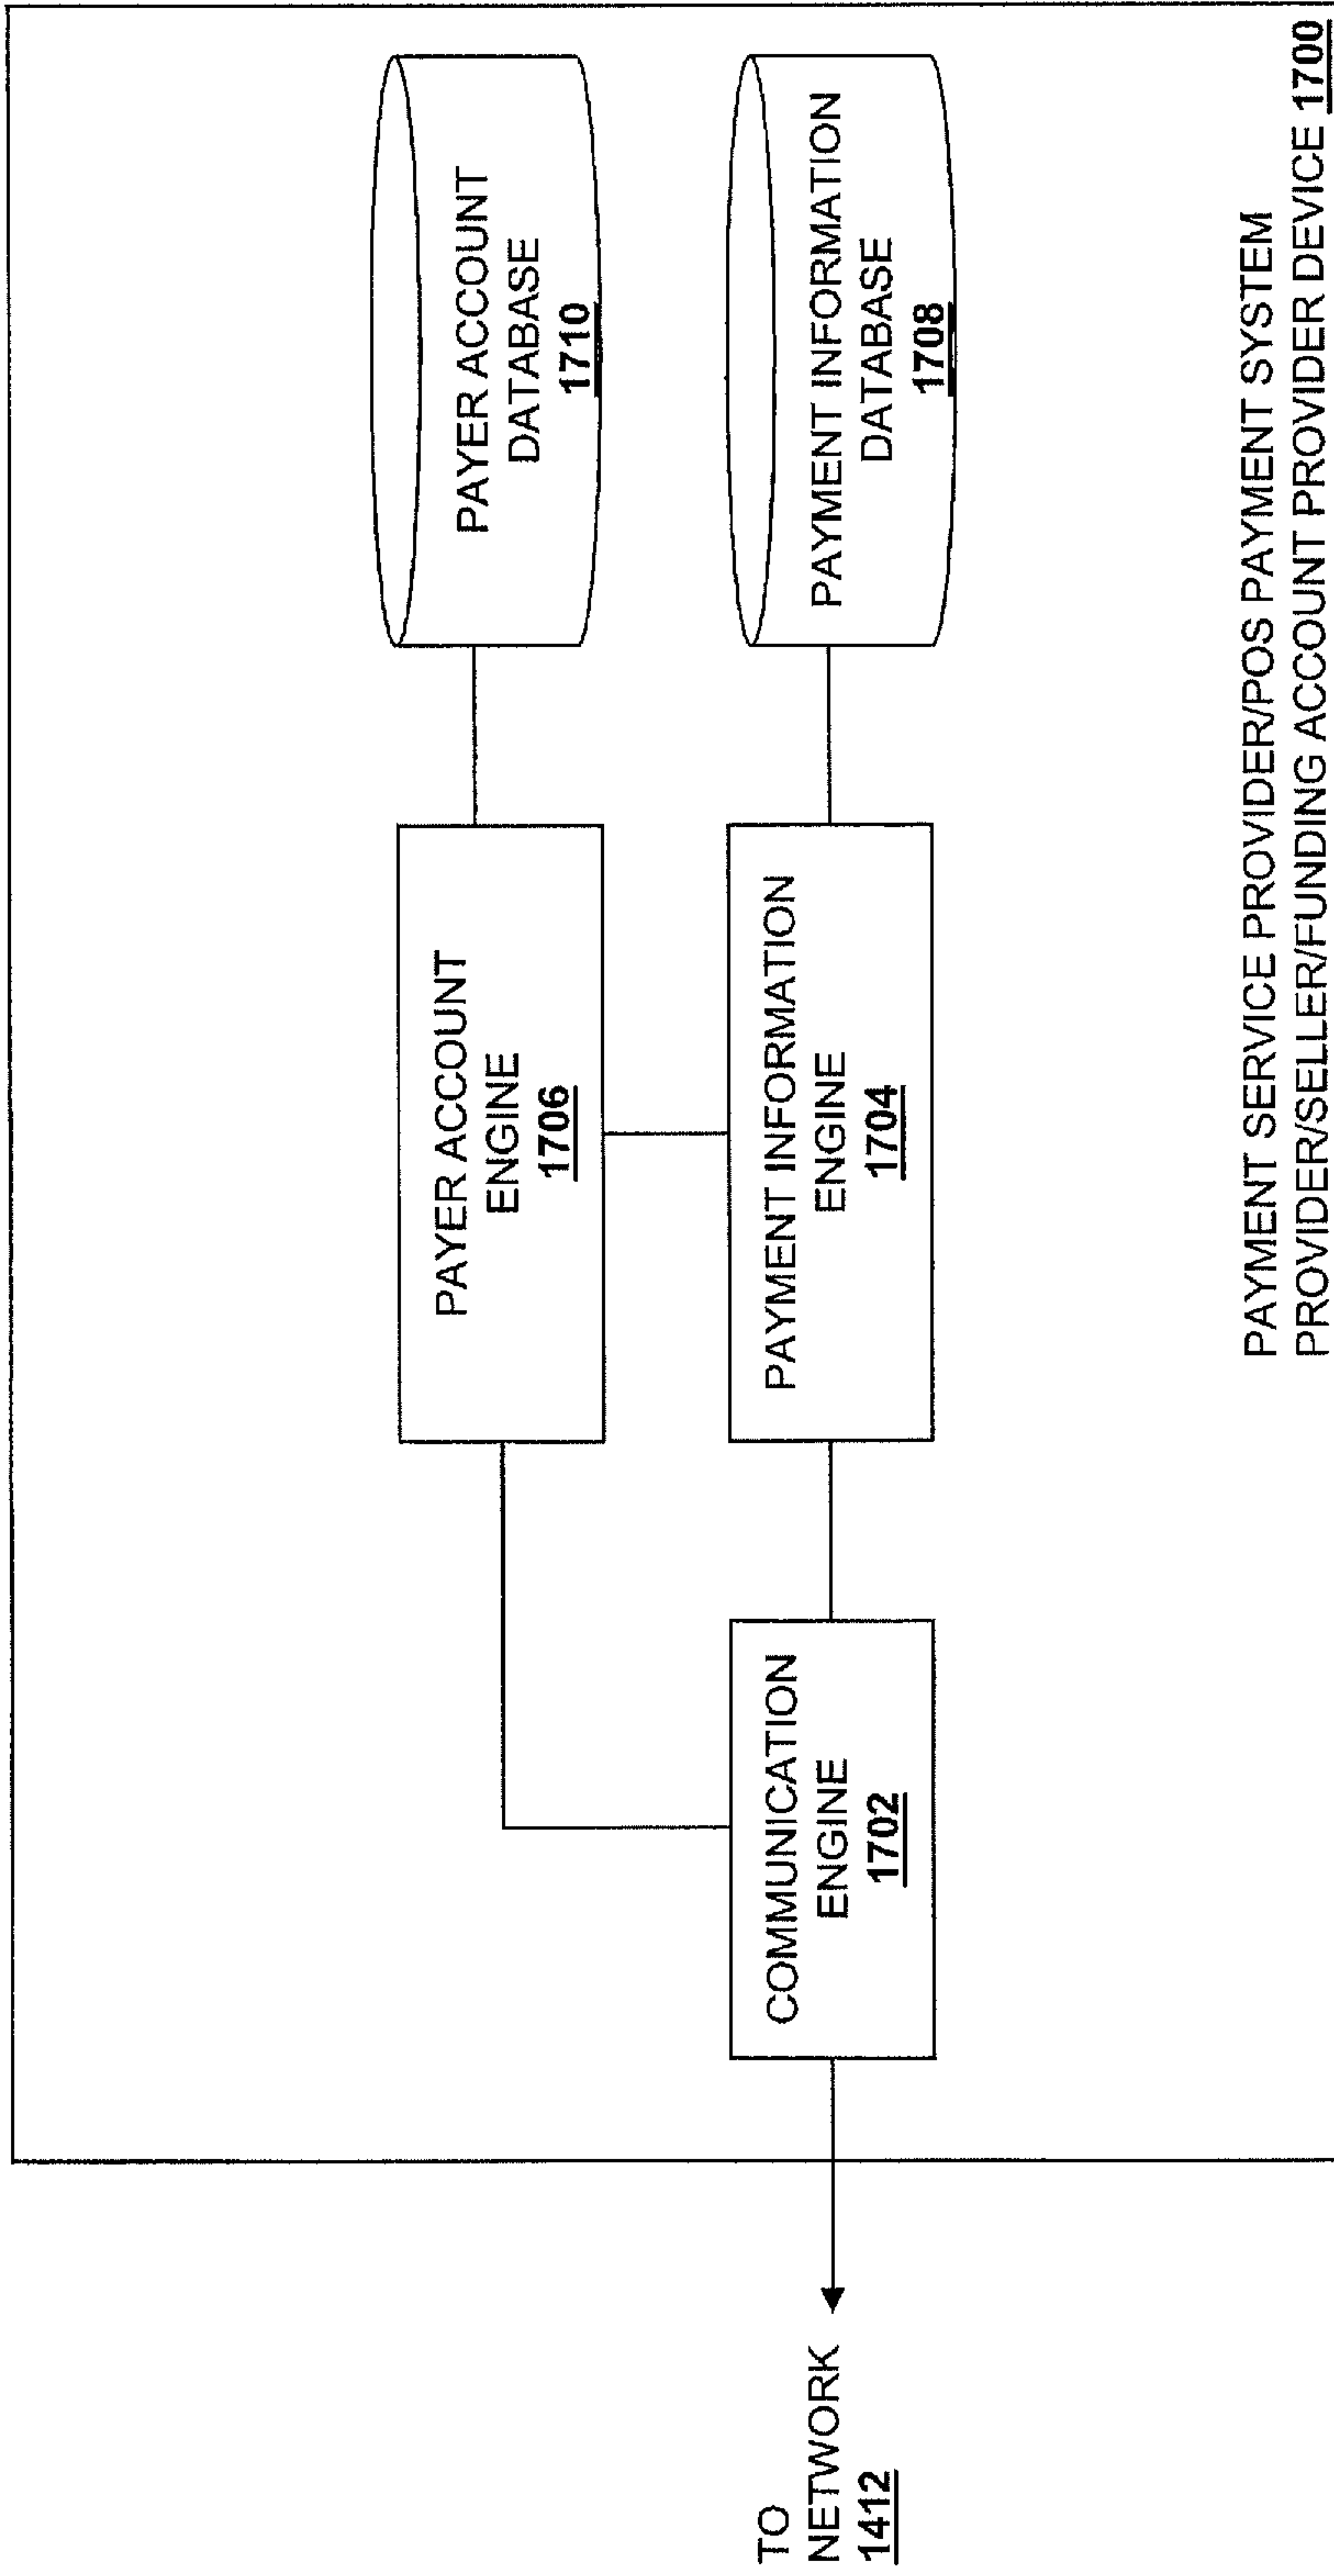 PAYER ACCOUNT
DATABASE
1710
PAYER ACCOUNT
ENGINE
1706
PAYMENT INFORMATION
DATABASE
1708
PAYMENT INFORMATION
ENGINE
1704
COMMUNICATION
ENGINE
1702
TO
NETWORK
1412
PAYMENT SERVICE PROVIDER/POS PAYMENT SYSTEM
PROVIDER/SELLER/FUNDING ACCOUNT PROVIDER DEVICE 1700